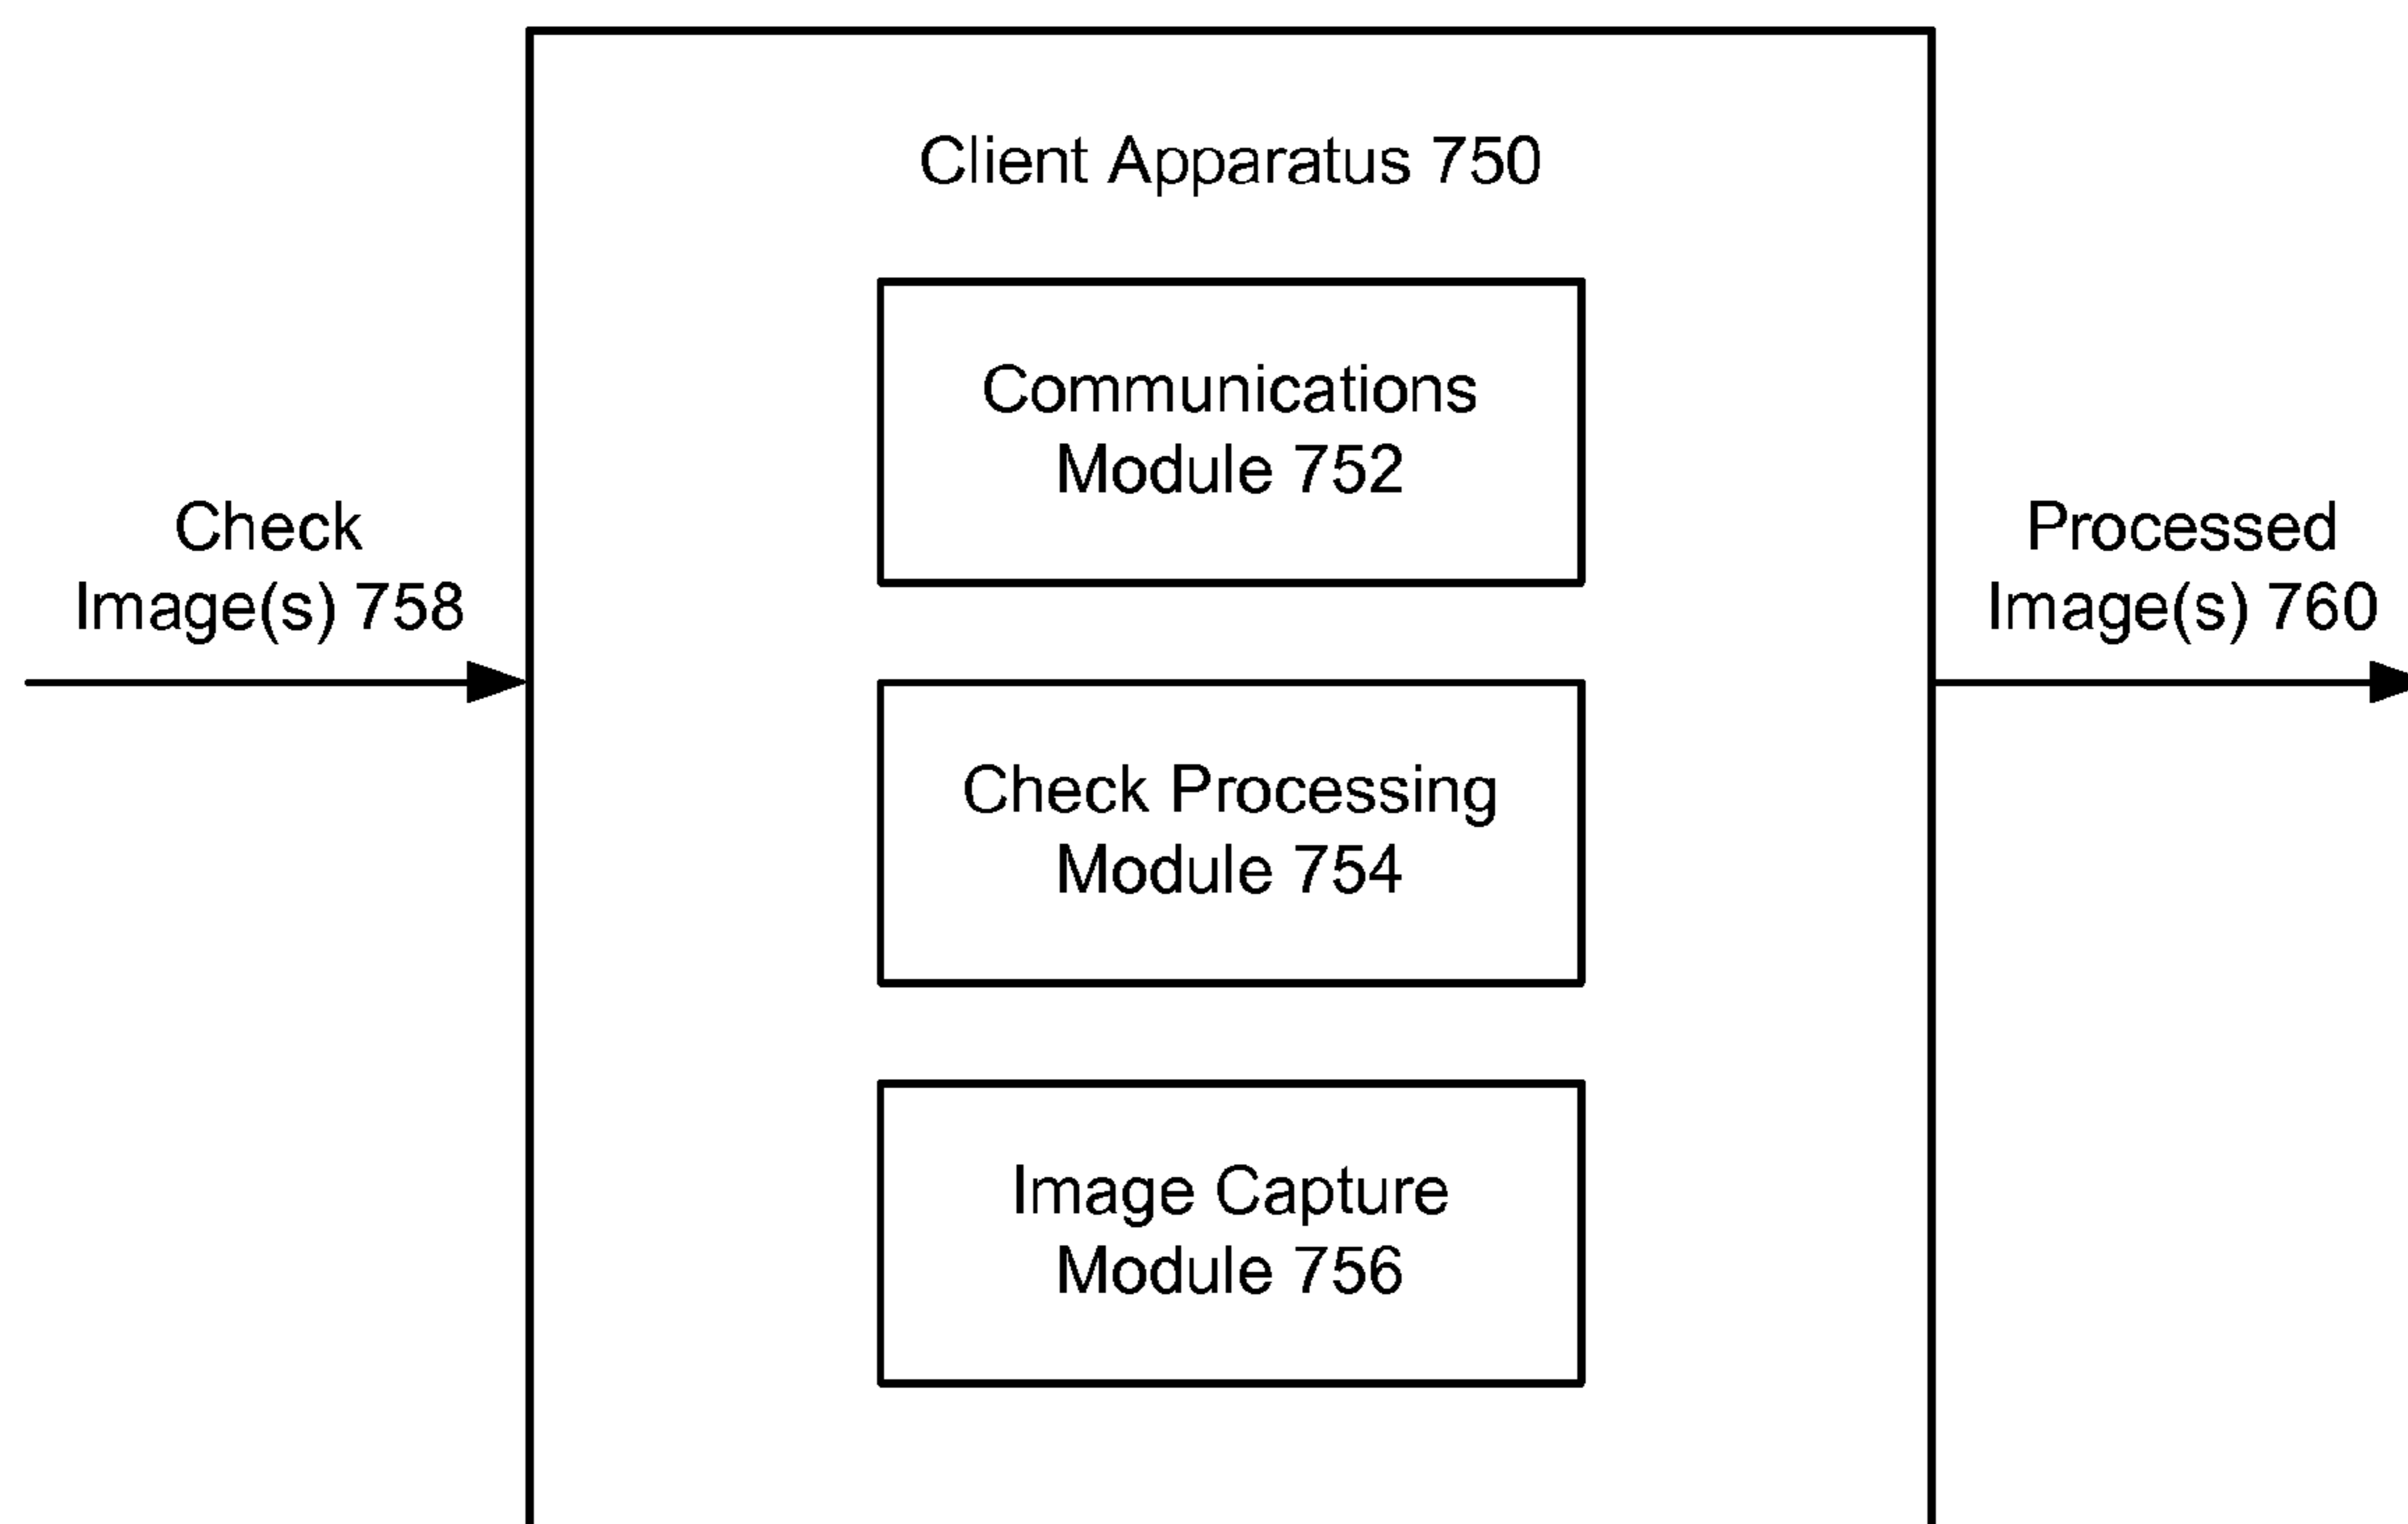 Client Apparatus 750
Communications
Module 752
Check
Image(s) 758
Processed
Image(s) 760
Check Processing
Module 754
Image Capture
Module 756